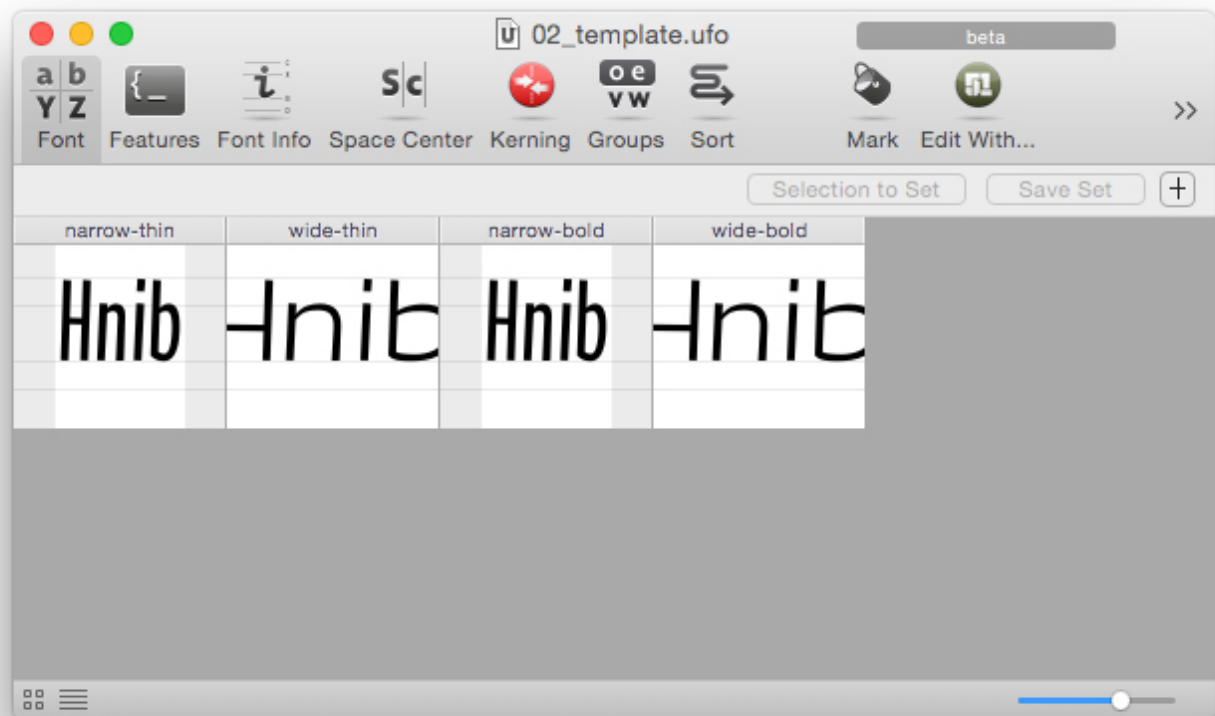 02_template.ufo
beta
Font Features Font Info Space Center Kerning Groups Sort Mark Edit With...
Selection to Set Save Set
narrow-thin wide-thin narrow-bold wide-bold
Hnib Hnib Hnib Hnib